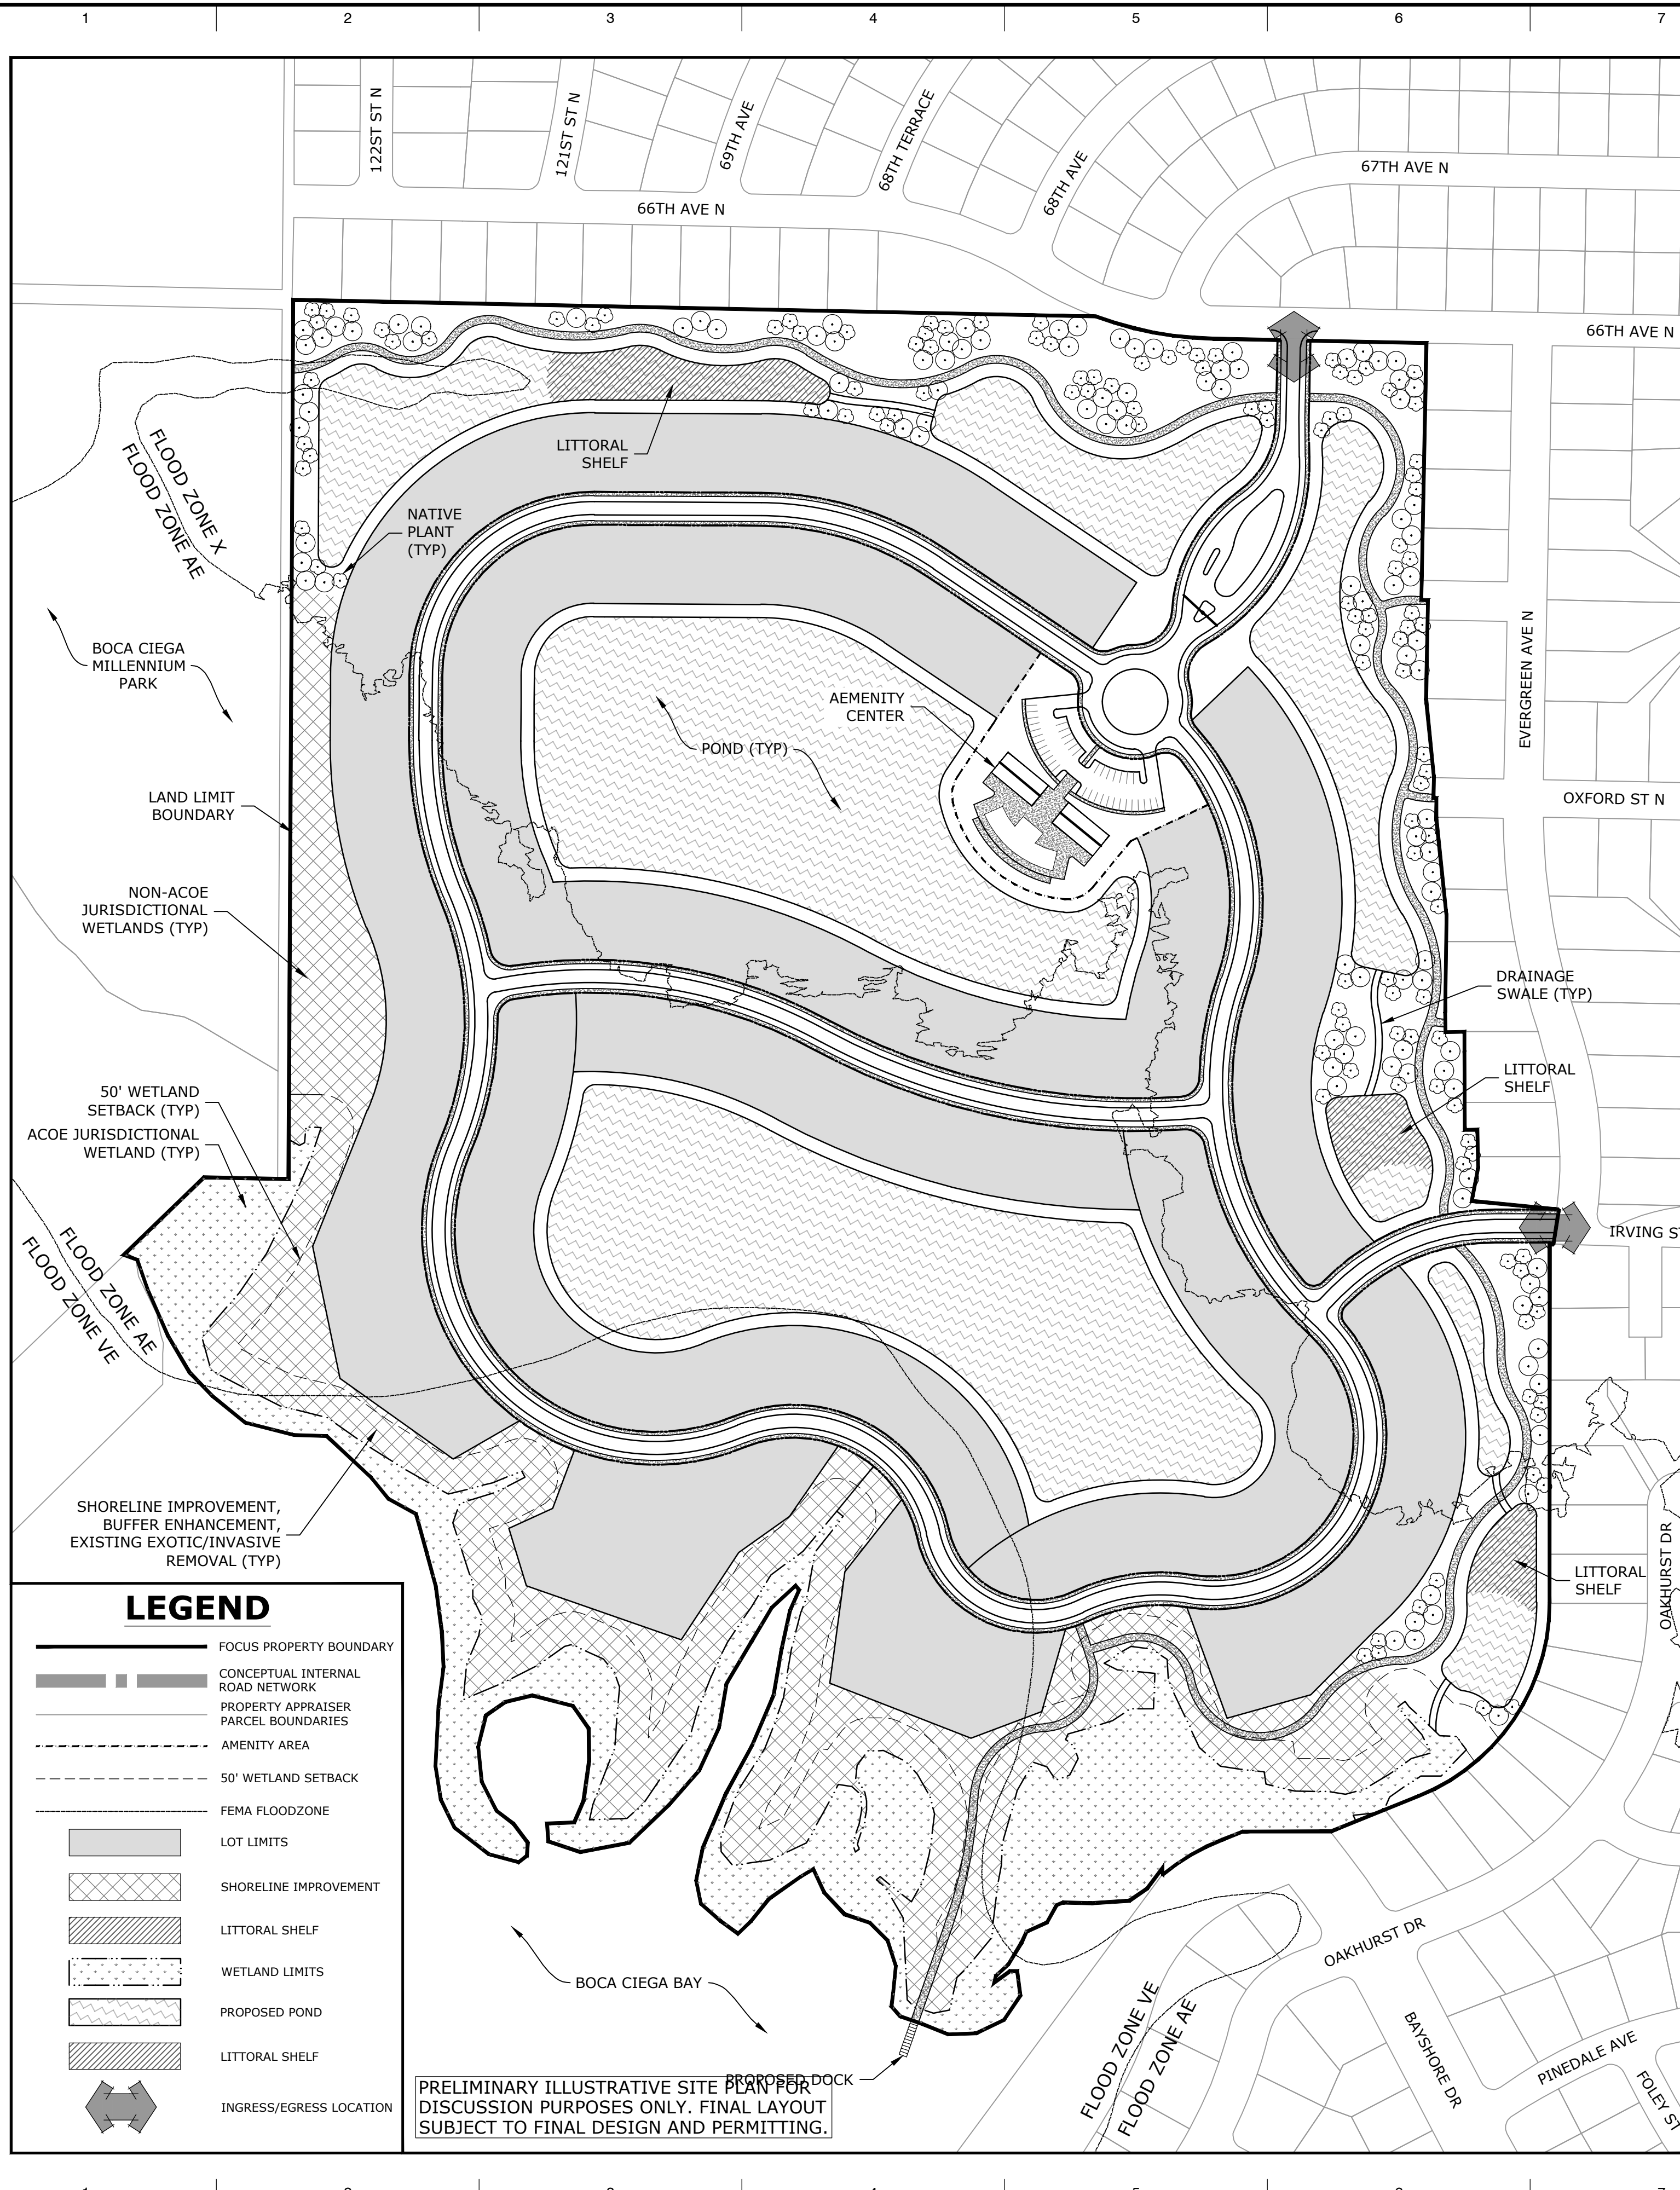 1 2 3 4 5 6 7
122ST ST N
121ST ST N
69TH AVE
68TH TERRACE
68TH AVE
67TH AVE N
66TH AVE N
66TH AVE N
LITTORAL
SHELF
FLOOD ZONE X
FLOOD ZONE AE
NATIVE
PLANT
(TYP)
BOCA CIEGA
MILLENNIUM
PARK
EVERGREEN AVE N
AEMENITY
CENTER
POND (TYP)
LAND LIMIT
BOUNDARY
OXFORD ST N
NON-ACOE
JURISDICTIONAL
WETLANDS (TYP)
DRAINAGE
SWALE (TYP)
LITTORAL
SHELF
50' WETLAND
SETBACK (TYP)
ACOE JURISDICTIONAL
WETLAND (TYP)
IRVING ST
FLOOD ZONE AE
FLOOD ZONE VE
SHORELINE IMPROVEMENT,
BUFFER ENHANCEMENT,
EXISTING EXOTIC/INVASIVE
REMOVAL (TYP)
OAKHURST DR
LITTORAL
SHELF
LEGEND
FOCUS PROPERTY BOUNDARY
CONCEPTUAL INTERNAL
ROAD NETWORK
PROPERTY APPRAISER
PARCEL BOUNDARIES
AMENITY AREA
50' WETLAND SETBACK
FEMA FLOODZONE
LOT LIMITS
SHORELINE IMPROVEMENT
LITTORAL SHELF
WETLAND LIMITS
PROPOSED POND
LITTORAL SHELF
INGRESS/EGRESS LOCATION
BOCA CIEGA BAY
OAKHURST DR
FLOOD ZONE VE
FLOOD ZONE AE
BAYSHORE DR
PINEDALE AVE
FOLEY ST
PROPOSED DOCK
PRELIMINARY ILLUSTRATIVE SITE PLAN FOR
DISCUSSION PURPOSES ONLY. FINAL LAYOUT
SUBJECT TO FINAL DESIGN AND PERMITTING.